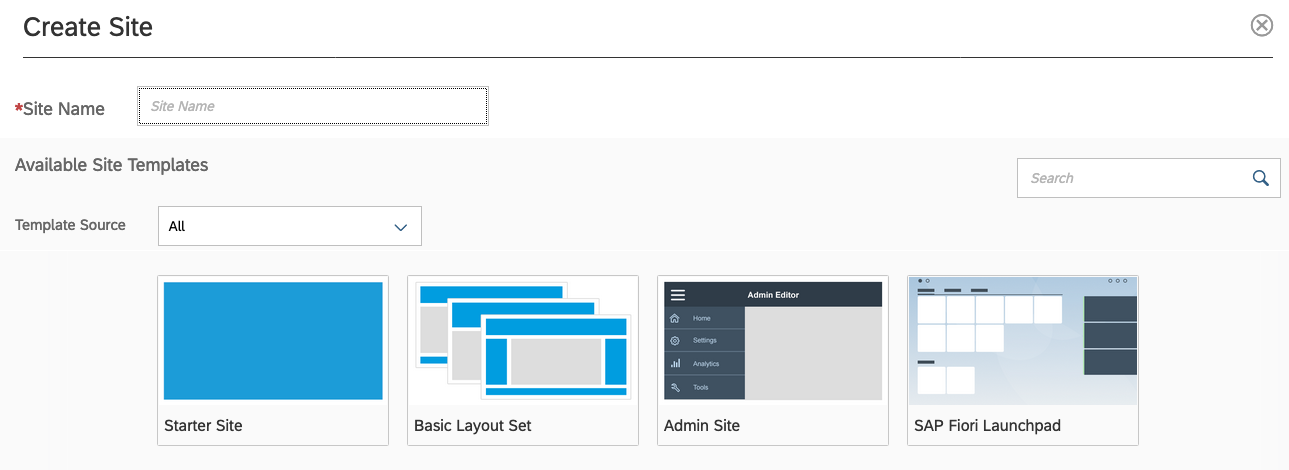 Create Site
*Site Name
Site Name
Available Site Templates
Search
Template Source
All
Admin Editor
Home
Settings
Analytics
Tools
Starter Site
Basic Layout Set
Admin Site
SAP Fiori Launchpad